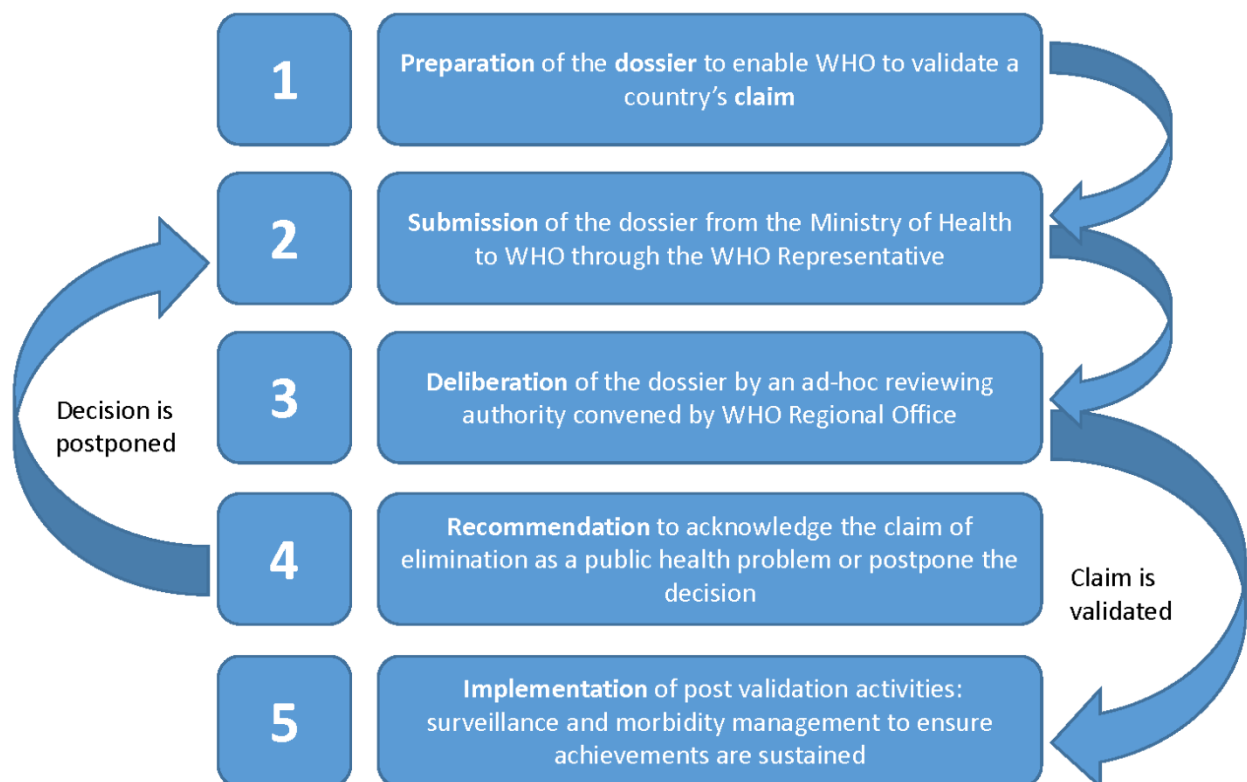 1
Preparation of the dossier to enable WHO to validate a
country's claim
2
Submission of the dossier from the Ministry of Health
to WHO through the WHO Representative
3
Deliberation of the dossier by an ad-hoc reviewing
authority convened by WHO Regional Office
Decision is
postponed
4
Recommendation to acknowledge the claim of
elimination as a public health problem or postpone the
decision
Claim is
validated
5
Implementation of post validation activities:
surveillance and morbidity management to ensure
achievements are sustained